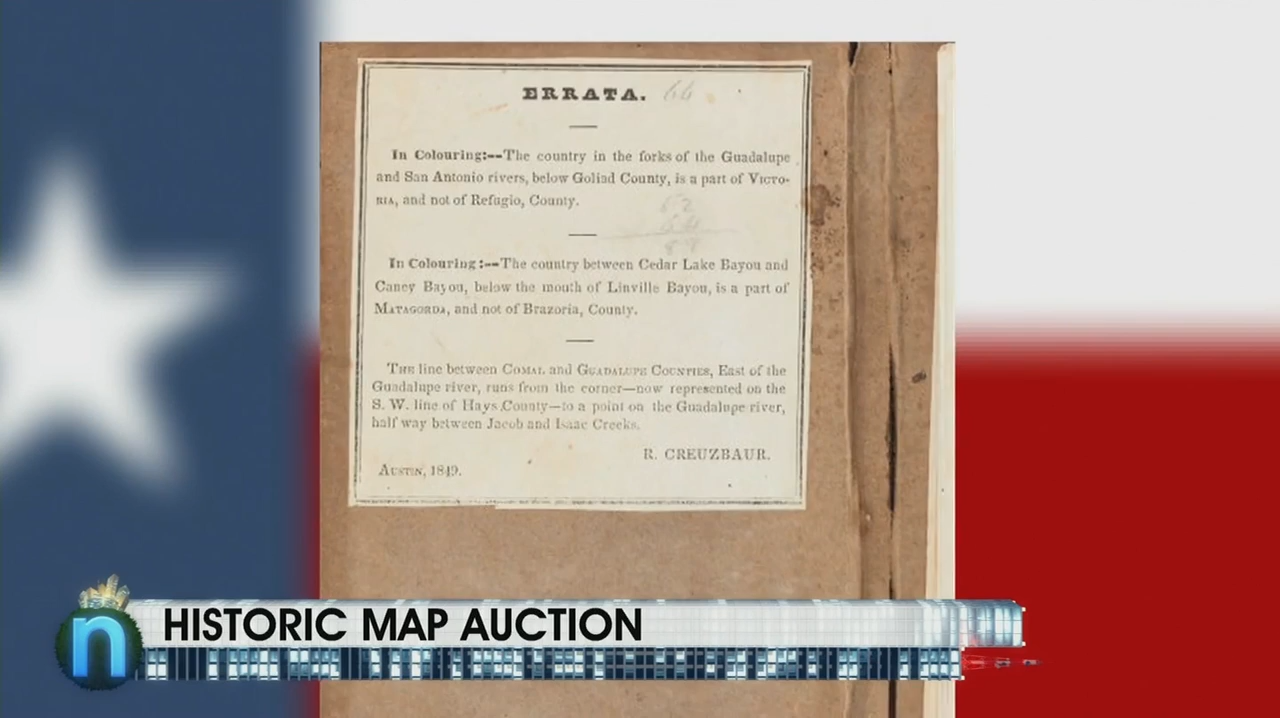 ERRATA. 64
In Colouring:--The country in the forks of the Guadalupe
and San Antonio rivers, below Goliad County, is a part of VICTO-
RIA, and not of Refugio, County.
52
In Colouring:--The country between Cedar Lake Bayou and
Caney Bayou, below the mouth of Linville Bayou, is a part of
MATAGORDA, and not of Brazoria, County.
THE line between COMAL and GUADALUPE COUNTIES, East of the
Guadalupe river, runs from the corner—now represented on the
S. W. line of Hays County—to a point on the Guadalupe river,
half way between Jacob and Isaac Creeks.
R. CREUZBAUR.
AUSTIN, 1849.
n HISTORIC MAP AUCTION